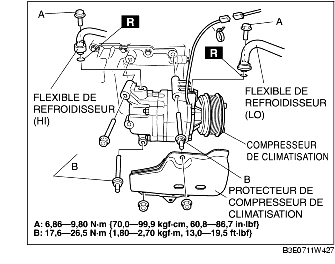 A
R
A
R
FLEXIBLE DE
REFROIDISSEUR
(HI)
FLEXIBLE DE
REFROIDISSEUR
(LO)
COMPRESSEUR
DE CLIMATISATION
B
B
PROTECTEUR DE
COMPRESSEUR DE
CLIMATISATION
A: 6,86—9,80 N·m {70,0—99,9 kgf-cm, 60,8—86,7 in-lbf}
B: 17,6—26,5 N·m {1,80—2,70 kgf-m, 13,0—19,5 ft-lbf}
B3E0711W427